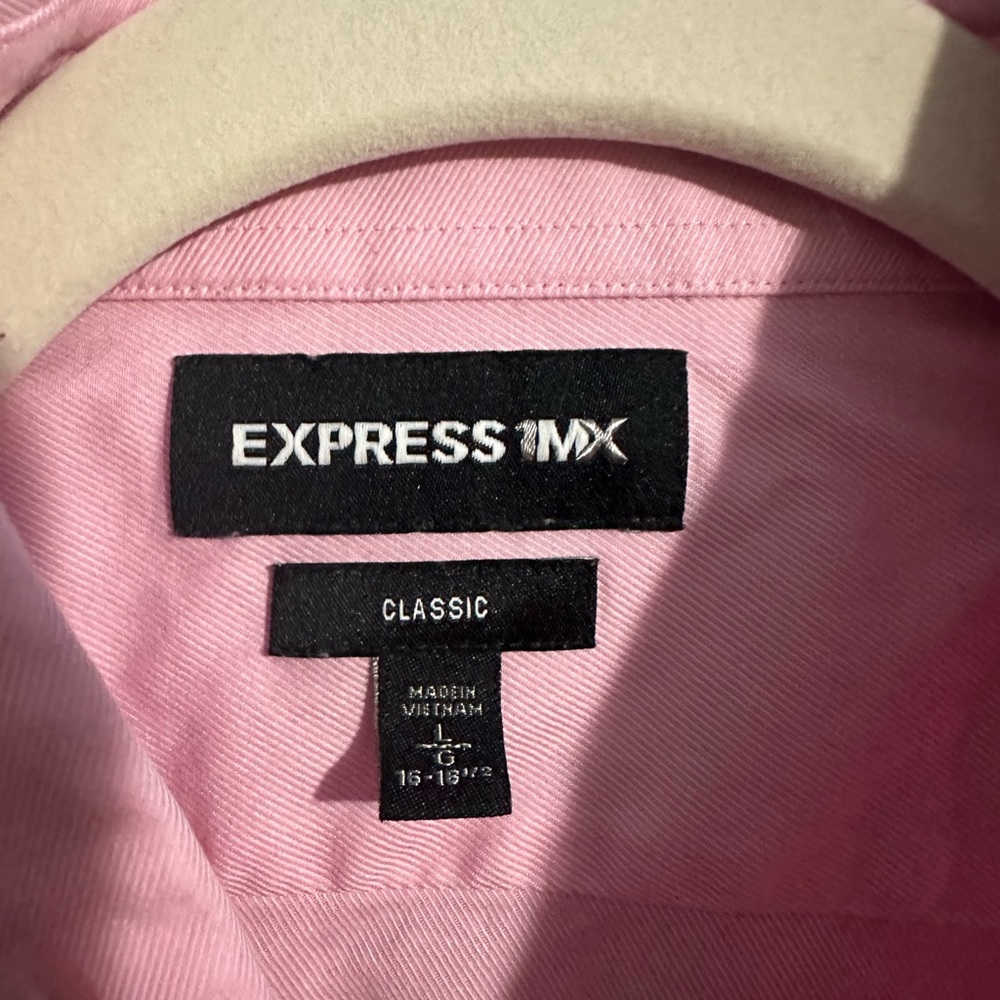 EXPRESS 1MX
CLASSIC
MADE IN
VIETNAM
L
G
16-16 1/2